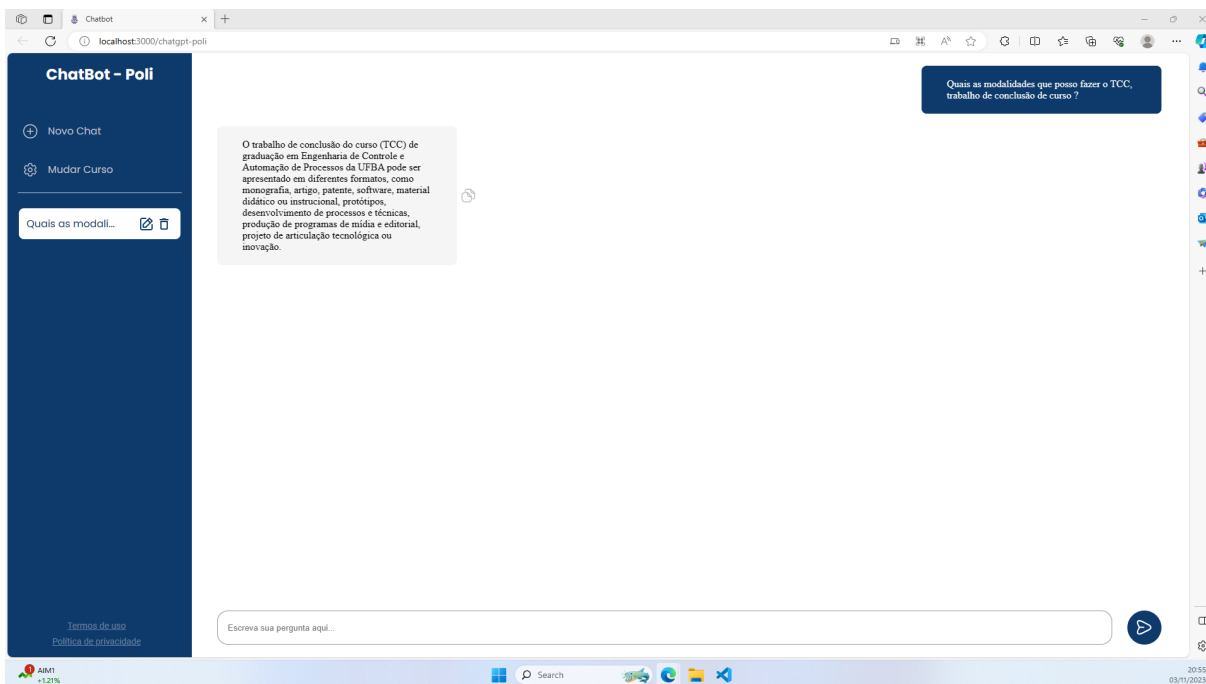 Chatbot
localhost:3000/chatgpt-poli
ChatBot - Poli
Novo Chat
Mudar Curso
Quais as modali...
Termos de uso
Política de privacidade
Quais as modalidades que posso fazer o TCC,
trabalho de conclusão de curso ?
O trabalho de conclusão do curso (TCC) de
graduação em Engenharia de Controle e
Automação de Processos da UFBA pode ser
apresentado em diferentes formatos, como
monografia, artigo, patente, software, material
didático ou instrucional, protótipos,
desenvolvimento de processos e técnicas,
produção de programas de mídia e editorial,
projeto de articulação tecnológica ou
inovação.
Escreva sua pergunta aqui...
1
AIM1
+1.21%
Search
20:55
03/11/2023